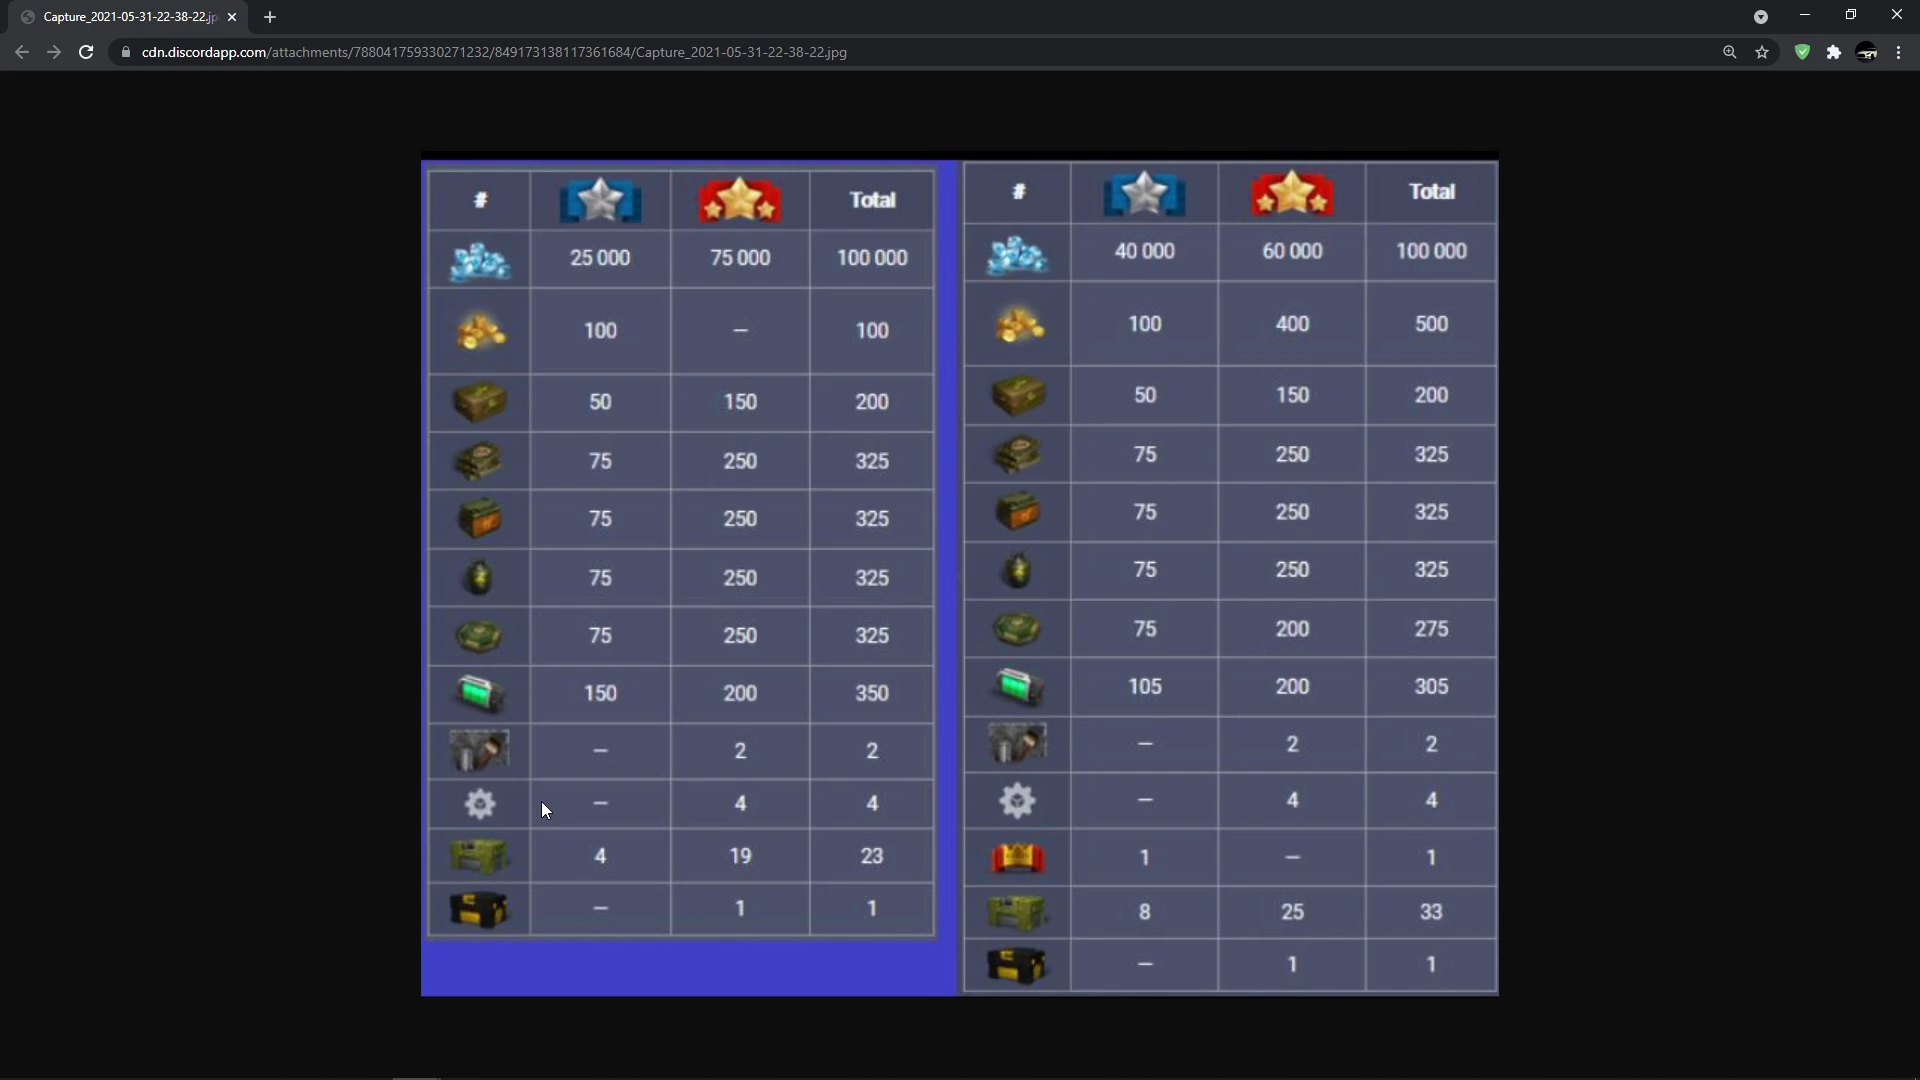 Capture_2021-05-31-22-38-22.jp
cdn.discordapp.com/attachments/788041759330271232/849173138117361684/Capture_2021-05-31-22-38-22.jpg
# Total
25 000 75 000 100 000
100 — 100
50 150 200
75 250 325
75 250 325
75 250 325
75 250 325
150 200 350
— 2 2
— 4 4
4 19 23
— 1 1
# Total
40 000 60 000 100 000
100 400 500
50 150 200
75 250 325
75 250 325
75 250 325
75 200 275
105 200 305
— 2 2
— 4 4
1 — 1
8 25 33
— 1 1